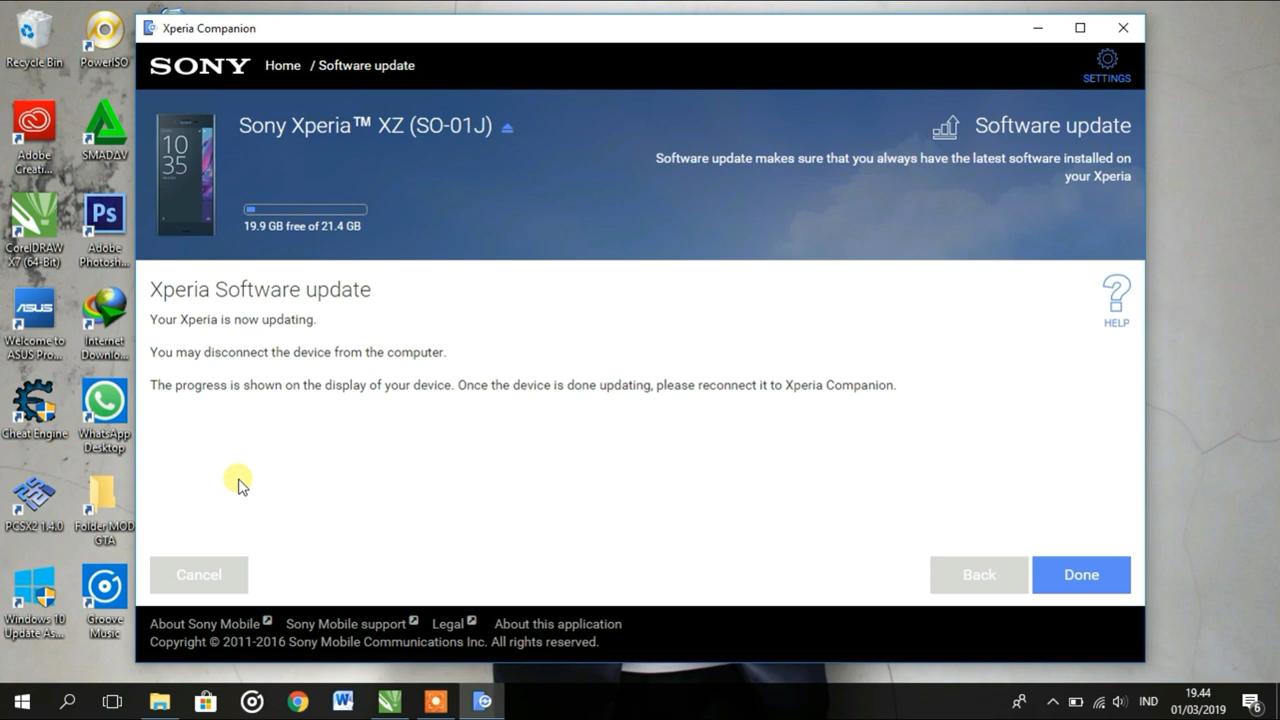 Xperia Companion
SONY
Home / Software update
SETTINGS
Sony Xperia™ XZ (SO-01J)
10
35
19.9 GB free of 21.4 GB
Software update
Software update makes sure that you always have the latest software installed on
your Xperia
Xperia Software update
Your Xperia is now updating.
You may disconnect the device from the computer.
The progress is shown on the display of your device. Once the device is done updating, please reconnect it to Xperia Companion.
HELP
Cancel
Back
Done
About Sony Mobile
Sony Mobile support
Legal
About this application
Copyright © 2011-2016 Sony Mobile Communications Inc. All rights reserved.
Recycle Bin
PowerISO
Adobe
Creati...
SMADAV
CorelDRAW
X7 (64-Bit)
Ps
Adobe
Photosh...
ASUS
Welcome to
ASUS Pro...
Internet
Downlo...
Cheat Engine
WhatsApp
Desktop
PCSX2 1.4.0
Folder MOD
GTA
Windows 10
Update As...
Groove
Music
IND
19.44
01/03/2019
6